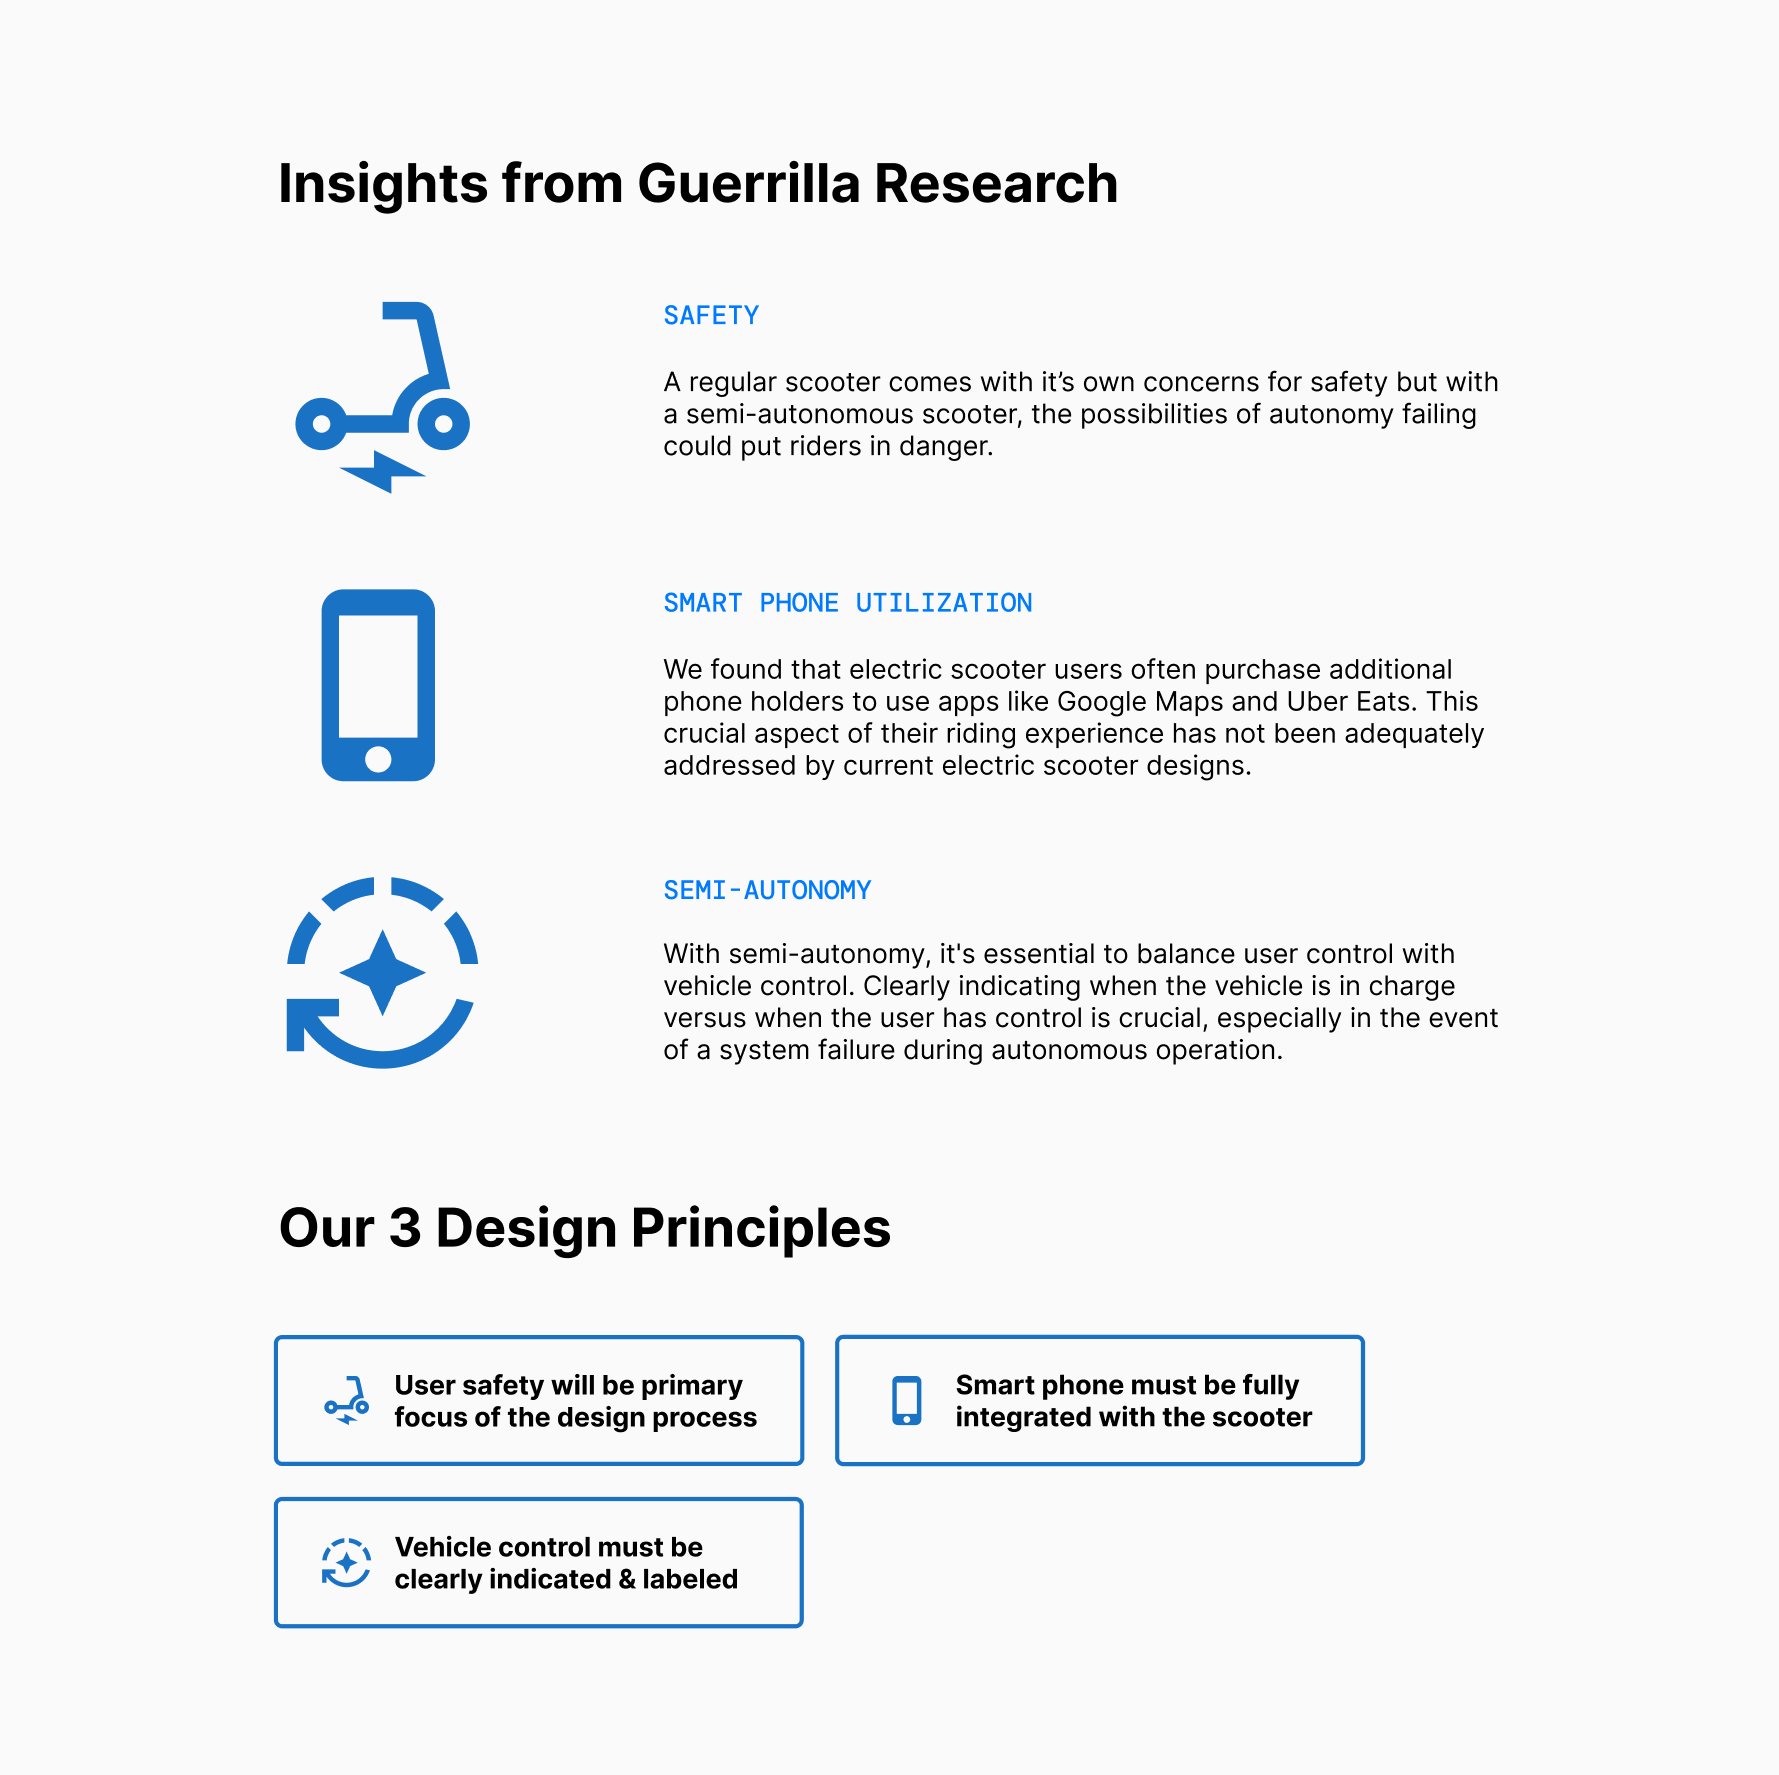 Insights from Guerrilla Research
SAFETY
A regular scooter comes with it’s own concerns for safety but with
a semi-autonomous scooter, the possibilities of autonomy failing
could put riders in danger.
SMART PHONE UTILIZATION
We found that electric scooter users often purchase additional
phone holders to use apps like Google Maps and Uber Eats. This
crucial aspect of their riding experience has not been adequately
addressed by current electric scooter designs.
SEMI-AUTONOMY
With semi-autonomy, it's essential to balance user control with
vehicle control. Clearly indicating when the vehicle is in charge
versus when the user has control is crucial, especially in the event
of a system failure during autonomous operation.
Our 3 Design Principles
User safety will be primary
focus of the design process
Smart phone must be fully
integrated with the scooter
Vehicle control must be
clearly indicated & labeled